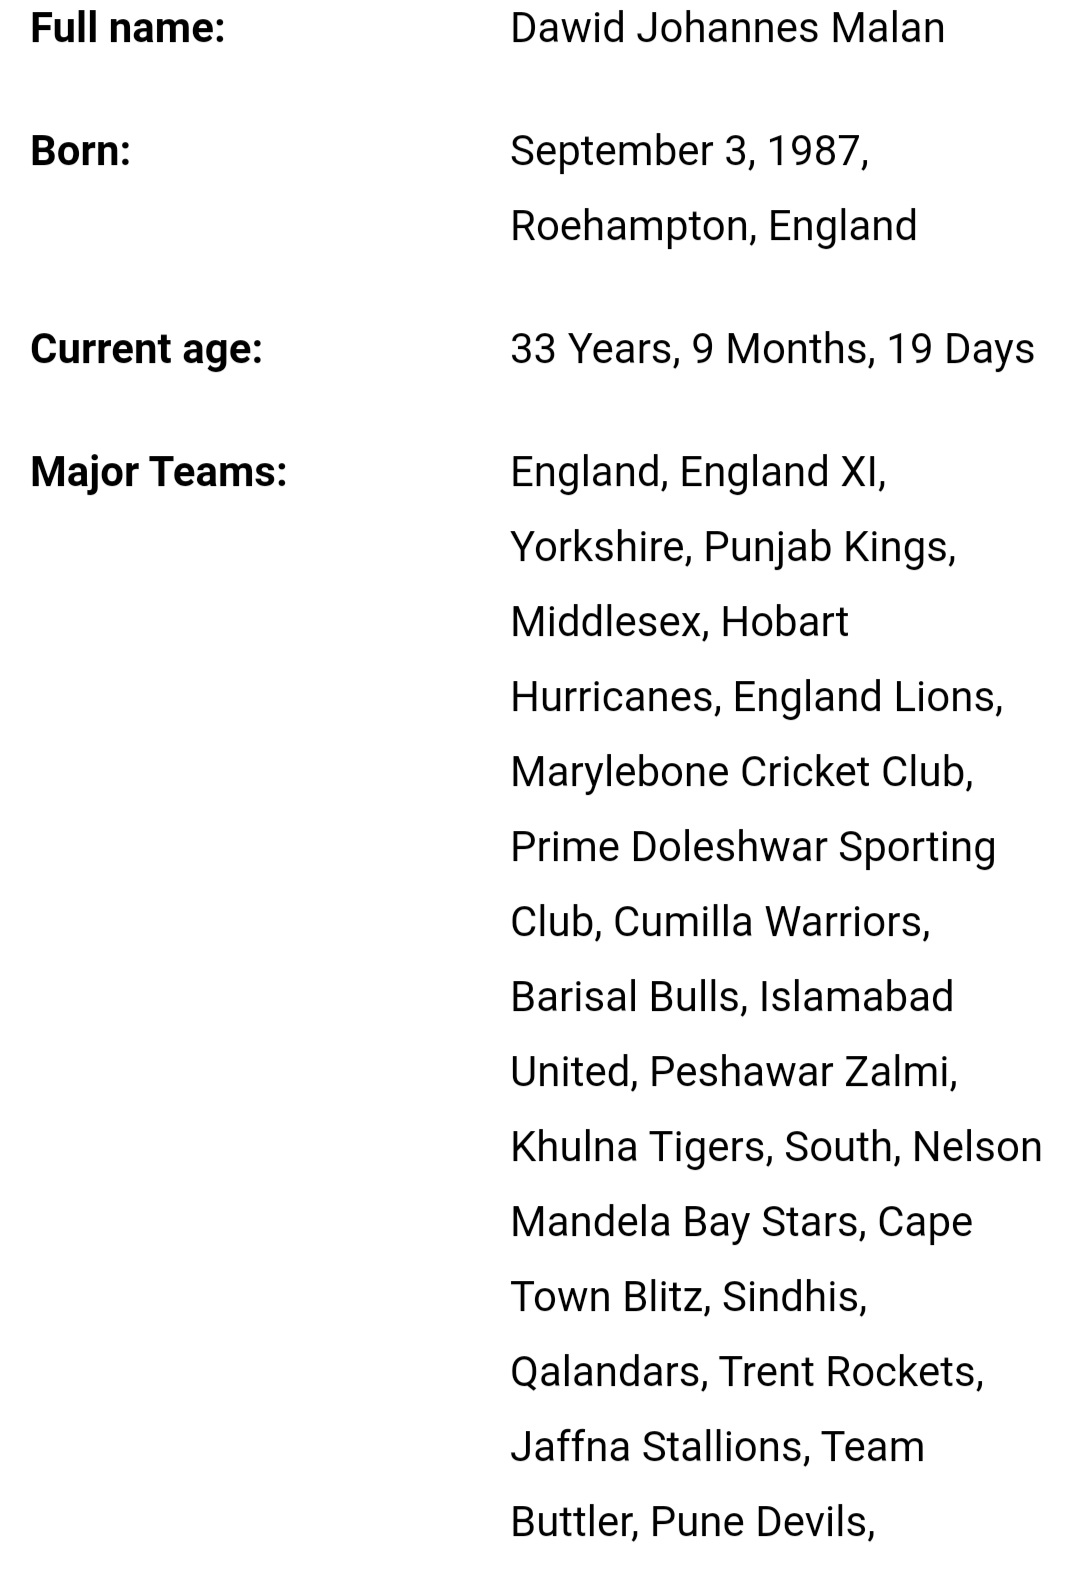 Full name: Dawid Johannes Malan
Born: September 3, 1987,
Roehampton, England
Current age: 33 Years, 9 Months, 19 Days
Major Teams: England, England XI,
Yorkshire, Punjab Kings,
Middlesex, Hobart
Hurricanes, England Lions,
Marylebone Cricket Club,
Prime Doleshwar Sporting
Club, Cumilla Warriors,
Barisal Bulls, Islamabad
United, Peshawar Zalmi,
Khulna Tigers, South, Nelson
Mandela Bay Stars, Cape
Town Blitz, Sindhis,
Qalandars, Trent Rockets,
Jaffna Stallions, Team
Buttler, Pune Devils,